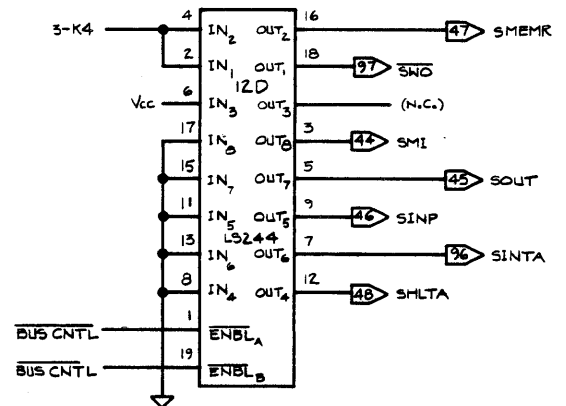 4 16
3-K4 IN2 OUT2 47 SMEMR
2 18
IN1 OUT1 97 SWO
6 12D
Vcc IN3 OUT3 (N.C.)
17 3
IN8 OUT8 44 SMI
15 5
IN7 OUT7 45 SOUT
11 9
IN5 OUT5 46 SINP
13 LS244 7
IN6 OUT6 96 SINTA
8 12
IN4 OUT4 48 SHLTA
1
BUS CNTL ENBLA
19
BUS CNTL ENBLB